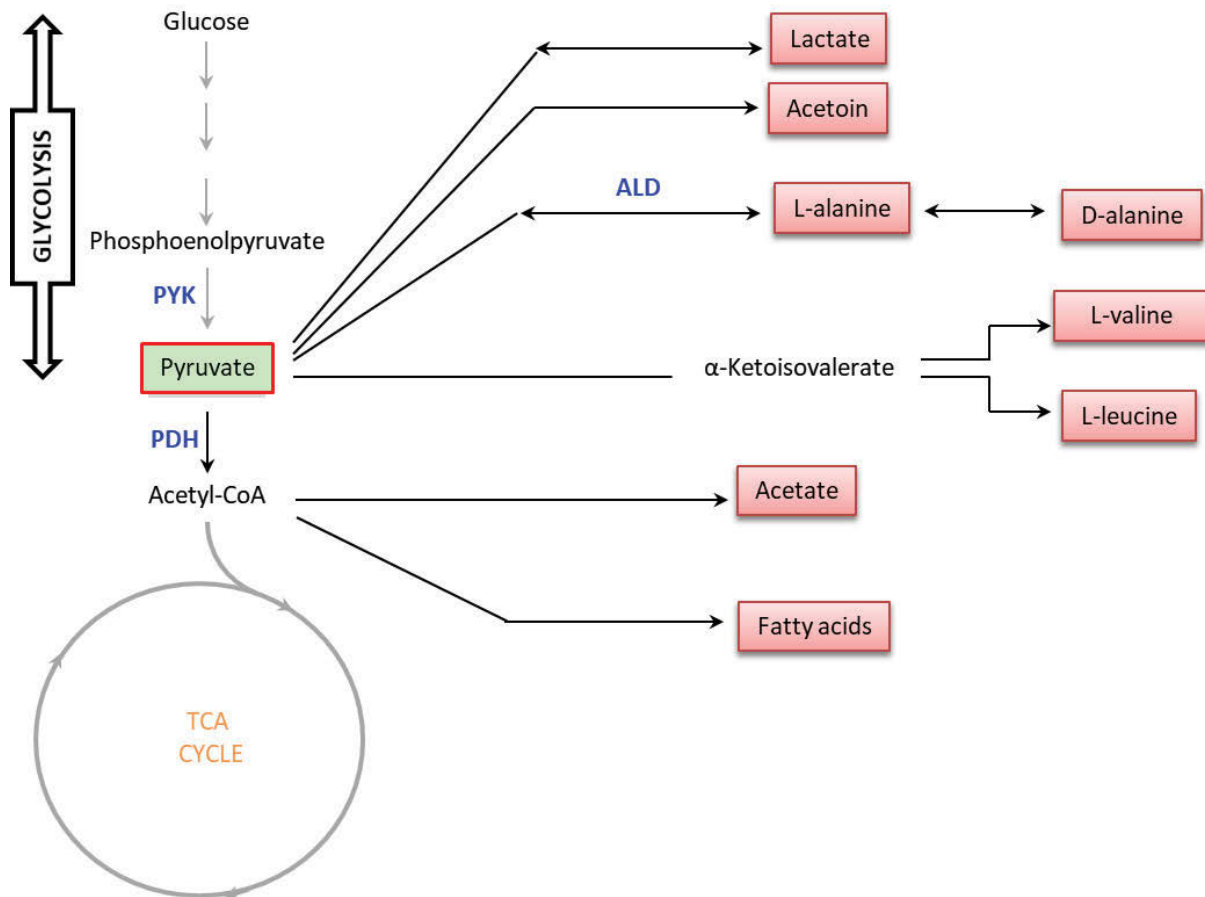 Glucose
GLYCOLYSIS
Phosphoenolpyruvate
PYK
Pyruvate
PDH
Acetyl-CoA
TCA
CYCLE
Lactate
Acetoin
ALD
L-alanine
D-alanine
α-Ketoisovalerate
L-valine
L-leucine
Acetate
Fatty acids